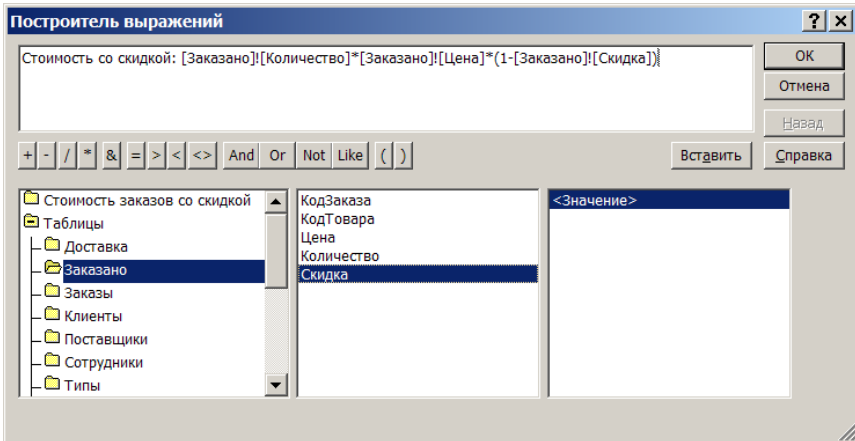 Построитель выражений
? ×
Стоимость со скидкой: [Заказано]![Количество]*[Заказано]![Цена]*(1-[Заказано]![Скидка])
ОК
Отмена
Назад
+ - / * & = > < <> And Or Not Like ( ) Вставить Справка
Стоимость заказов со скидкой
Таблицы
Доставка
Заказано
Заказы
Клиенты
Поставщики
Сотрудники
Типы
КодЗаказа
КодТовара
Цена
Количество
Скидка
<Значение>